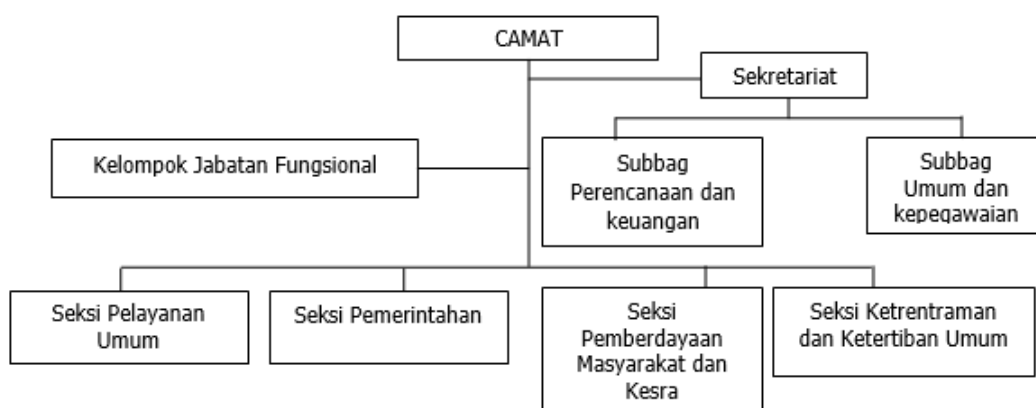 CAMAT
Sekretariat
Kelompok Jabatan Fungsional
Subbag
Perencanaan dan
keuangan
Subbag
Umum dan
kepegawaian
Seksi Pelayanan
Umum
Seksi Pemerintahan
Seksi
Pemberdayaan
Masyarakat dan
Kesra
Seksi Ketrentraman
dan Ketertiban Umum